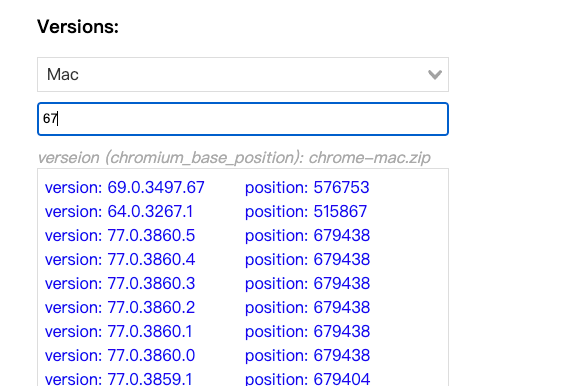 Versions:
Mac
67
verseion (chromium_base_position): chrome-mac.zip
version: 69.0.3497.67 position: 576753
version: 64.0.3267.1 position: 515867
version: 77.0.3860.5 position: 679438
version: 77.0.3860.4 position: 679438
version: 77.0.3860.3 position: 679438
version: 77.0.3860.2 position: 679438
version: 77.0.3860.1 position: 679438
version: 77.0.3860.0 position: 679438
version: 77.0.3859.1 position: 679404